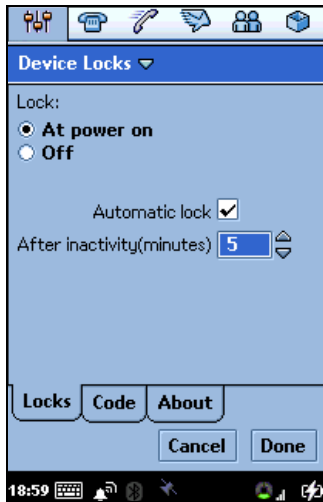 Device Locks
Lock:
At power on
Off
Automatic lock
After inactivity(minutes) 5
Locks Code About
Cancel Done
18:59